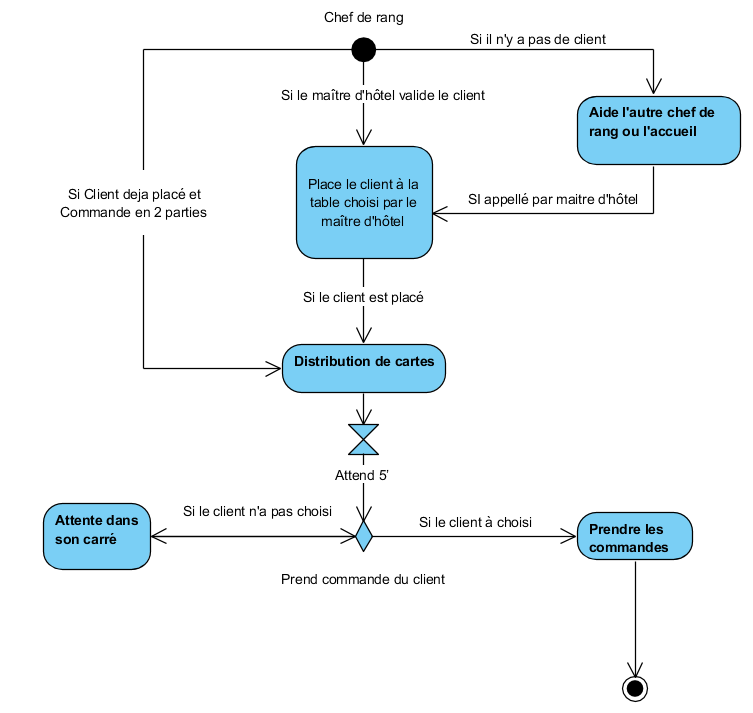 Chef de rang
Si il n'y a pas de client
Si le maître d'hôtel valide le client
Aide l'autre chef de
rang ou l'accueil
Place le client à la
table choisi par le
maître d'hôtel
Si Client deja placé et
Commande en 2 parties
SI appellé par maitre d'hôtel
Si le client est placé
Distribution de cartes
Attend 5'
Attente dans
son carré
Si le client n'a pas choisi
Si le client à choisi
Prendre les
commandes
Prend commande du client